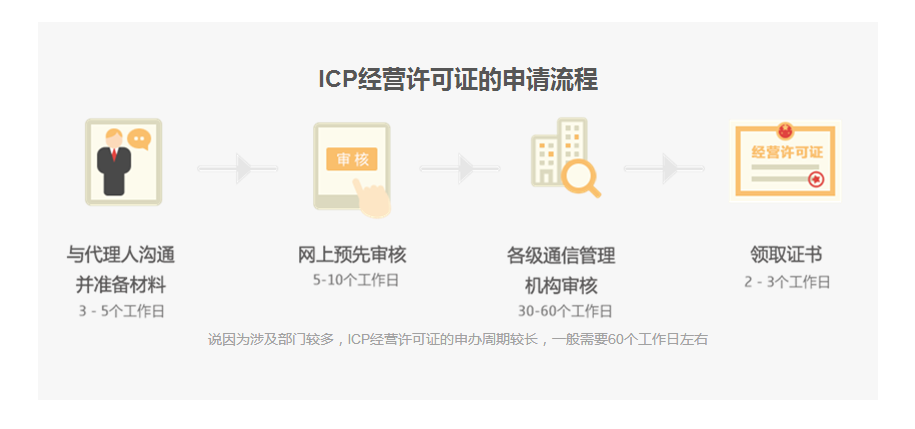 ICP经营许可证的申请流程
审核
经营许可证
与代理人沟通
并准备材料
3 - 5个工作日
网上预先审核
5-10个工作日
各级通信管理
机构审核
30-60个工作日
领取证书
2 - 3个工作日
说因为涉及部门较多，ICP经营许可证的申办周期较长，一般需要60个工作日左右